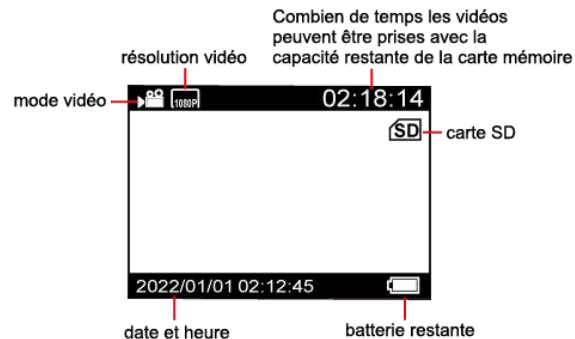 Combien de temps les vidéos
peuvent être prises avec la
capacité restante de la carte mémoire
résolution vidéo
mode vidéo
1080P
02:18:14
SD
carte SD
2022/01/01 02:12:45
date et heure
batterie restante